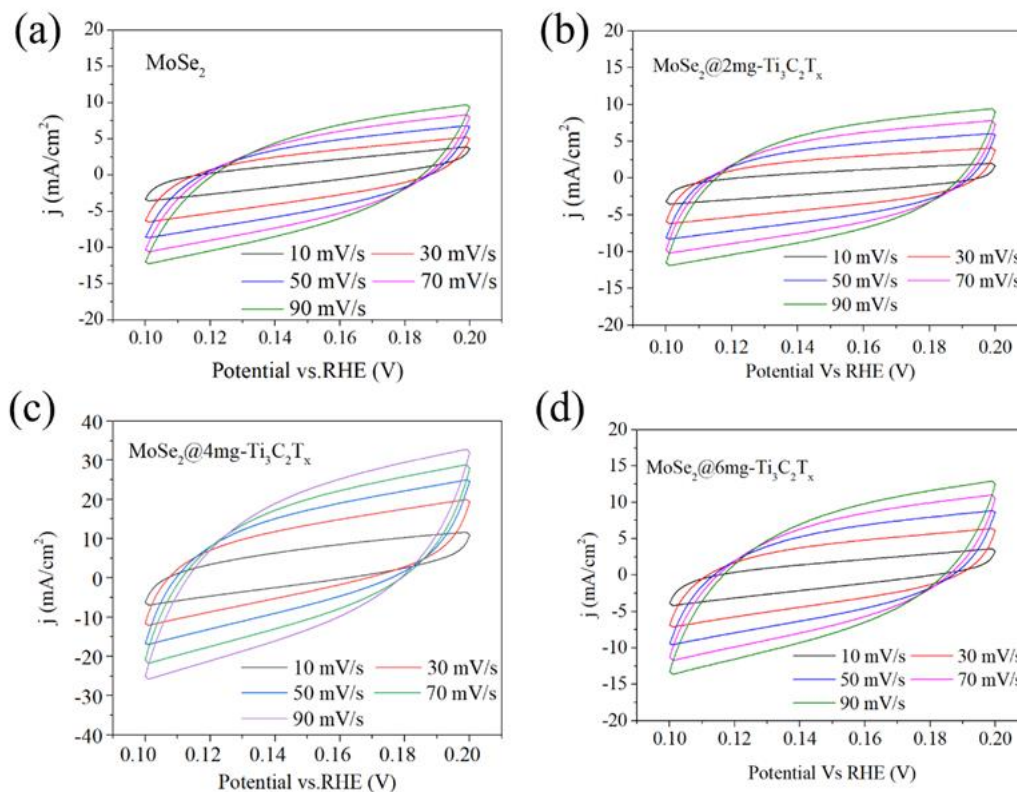 (a)
MoSe₂
20
15
10
5
0
-5
-10
-15
-20
j (mA/cm²)
10 mV/s 30 mV/s
50 mV/s 70 mV/s
90 mV/s
0.10 0.12 0.14 0.16 0.18 0.20
Potential vs.RHE (V)
(b)
MoSe₂@2mg-Ti₃C₂Tₓ
20
15
10
5
0
-5
-10
-15
-20
j (mA/cm²)
10 mV/s 30 mV/s
50 mV/s 70 mV/s
90 mV/s
0.10 0.12 0.14 0.16 0.18 0.20
Potential Vs RHE (V)
(c)
MoSe₂@4mg-Ti₃C₂Tₓ
40
30
20
10
0
-10
-20
-30
-40
j (mA/cm²)
10 mV/s 30 mV/s
50 mV/s 70 mV/s
90 mV/s
0.10 0.12 0.14 0.16 0.18 0.20
Potential vs.RHE (V)
(d)
MoSe₂@6mg-Ti₃C₂Tₓ
20
15
10
5
0
-5
-10
-15
-20
j (mA/cm²)
10 mV/s 30 mV/s
50 mV/s 70 mV/s
90 mV/s
0.10 0.12 0.14 0.16 0.18 0.20
Potential Vs RHE (V)